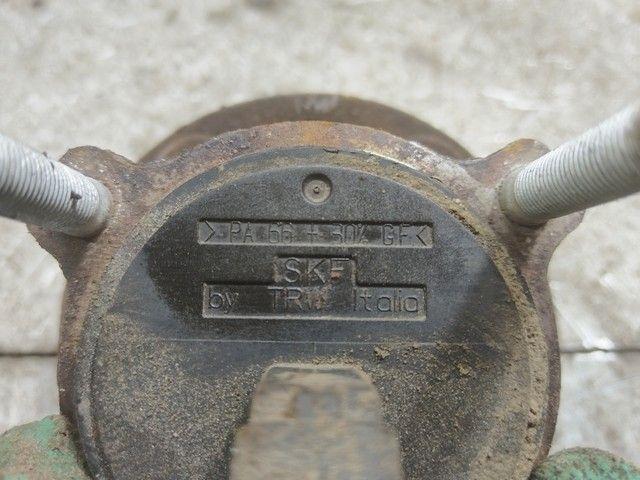 >PA 66 + 30% GF<
SKF
by TRW Italia